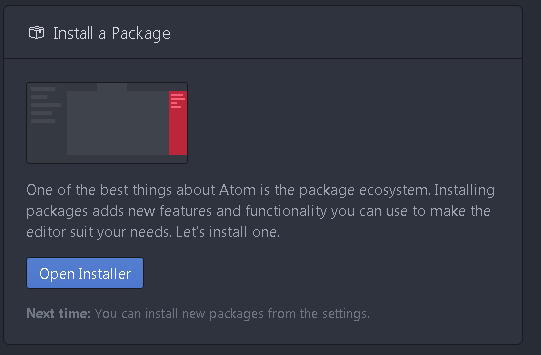 Install a Package
One of the best things about Atom is the package ecosystem. Installing
packages adds new features and functionality you can use to make the
editor suit your needs. Let's install one.
Open Installer
Next time: You can install new packages from the settings.